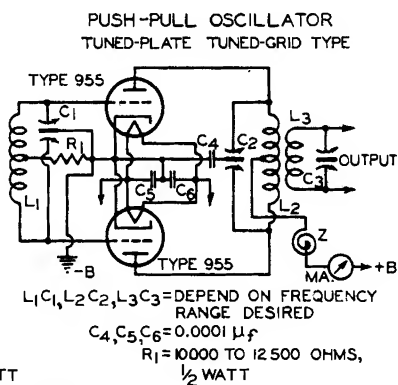 PUSH-PULL OSCILLATOR
TUNED-PLATE TUNED-GRID TYPE
TYPE 955
C1
R1
L1
C4
C2
L3
C5
C6
C3
OUTPUT
L2
Z
-B
TYPE 955
MA.
+B
L1C1, L2C2, L3C3 = DEPEND ON FREQUENCY
RANGE DESIRED
C4, C5, C6 = 0.0001 μf
R1 = 10000 TO 12500 OHMS,
1/2 WATT
TT